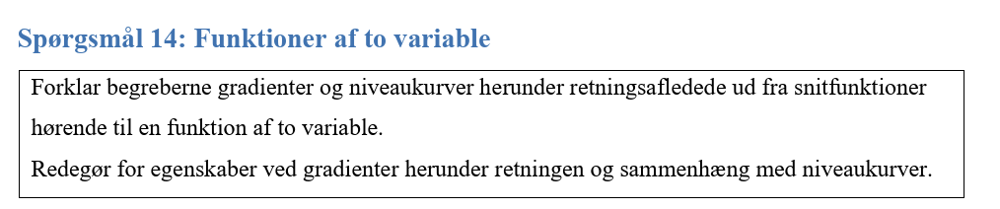 Spørgsmål 14: Funktioner af to variable
Forklar begreberne gradienter og niveaukurver herunder retningsafledede ud fra snitfunktioner
hørende til en funktion af to variable.
Redegør for egenskaber ved gradienter herunder retningen og sammenhæng med niveaukurver.